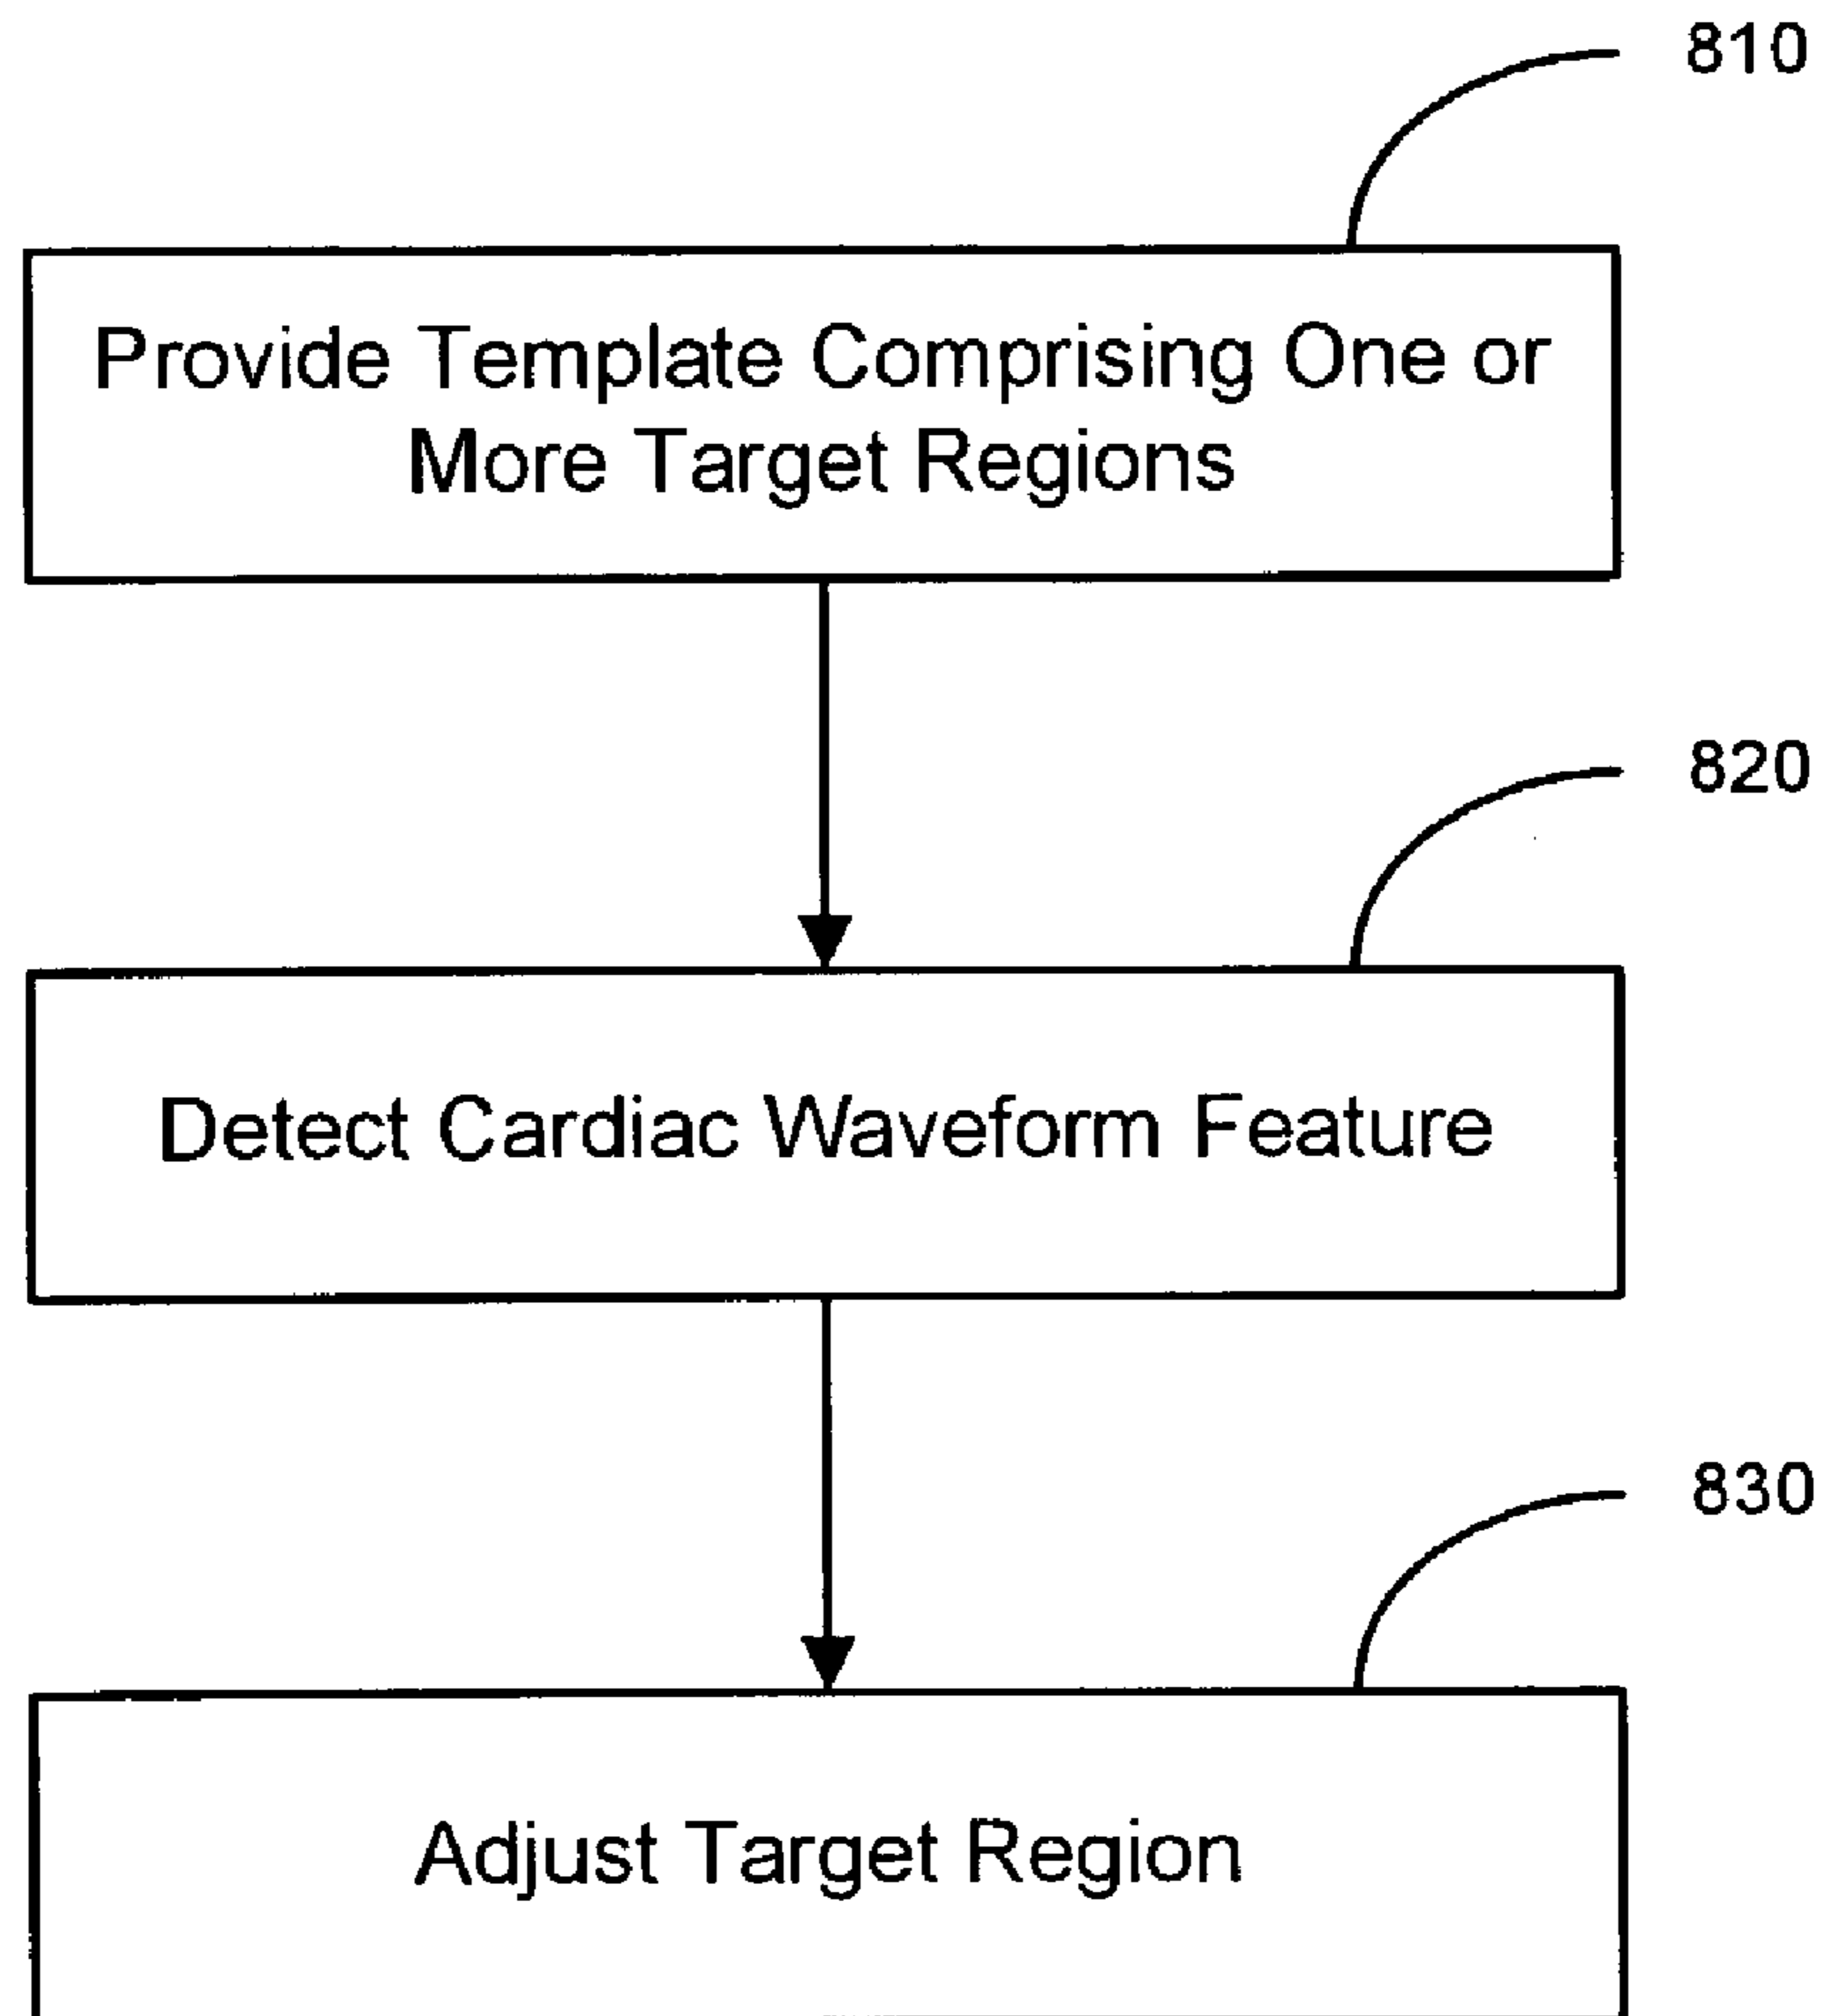 810
Provide Template Comprising One or
More Target Regions
820
Detect Cardiac Waveform Feature
830
Adjust Target Region